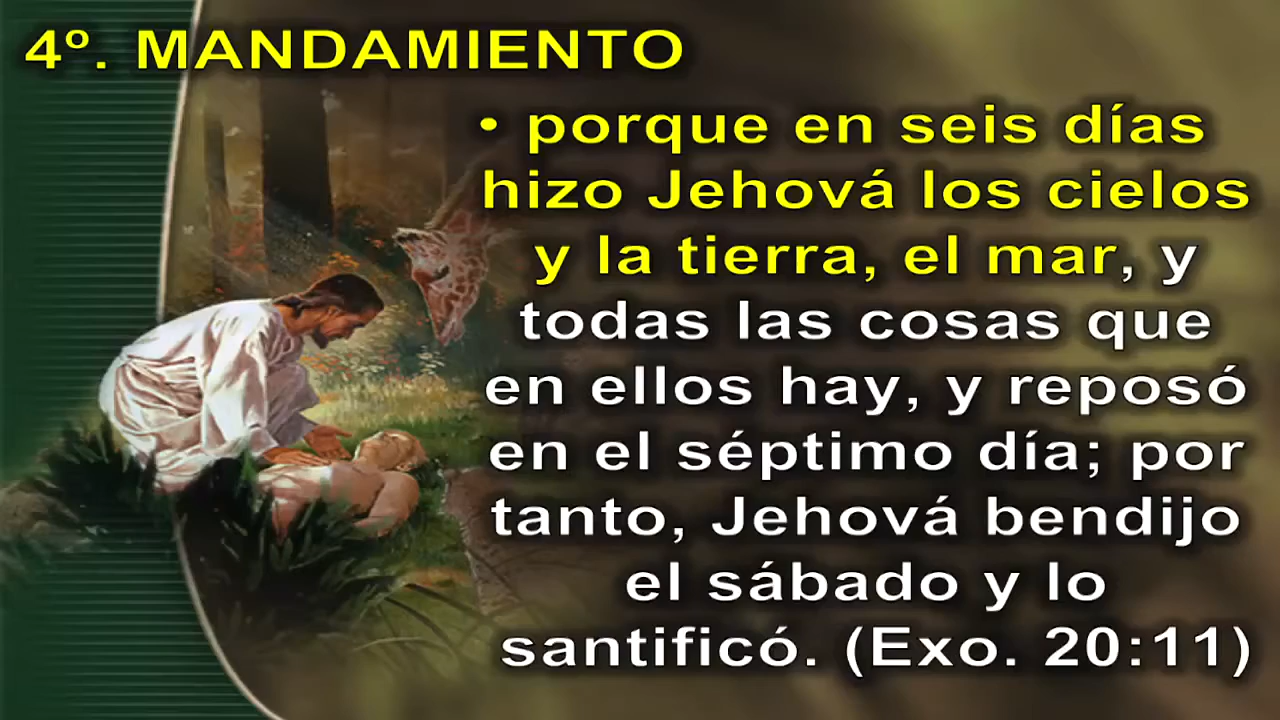 4º. MANDAMIENTO
• porque en seis días
hizo Jehová los cielos
y la tierra, el mar, y
todas las cosas que
en ellos hay, y reposó
en el séptimo día; por
tanto, Jehová bendijo
el sábado y lo
santificó. (Exo. 20:11)